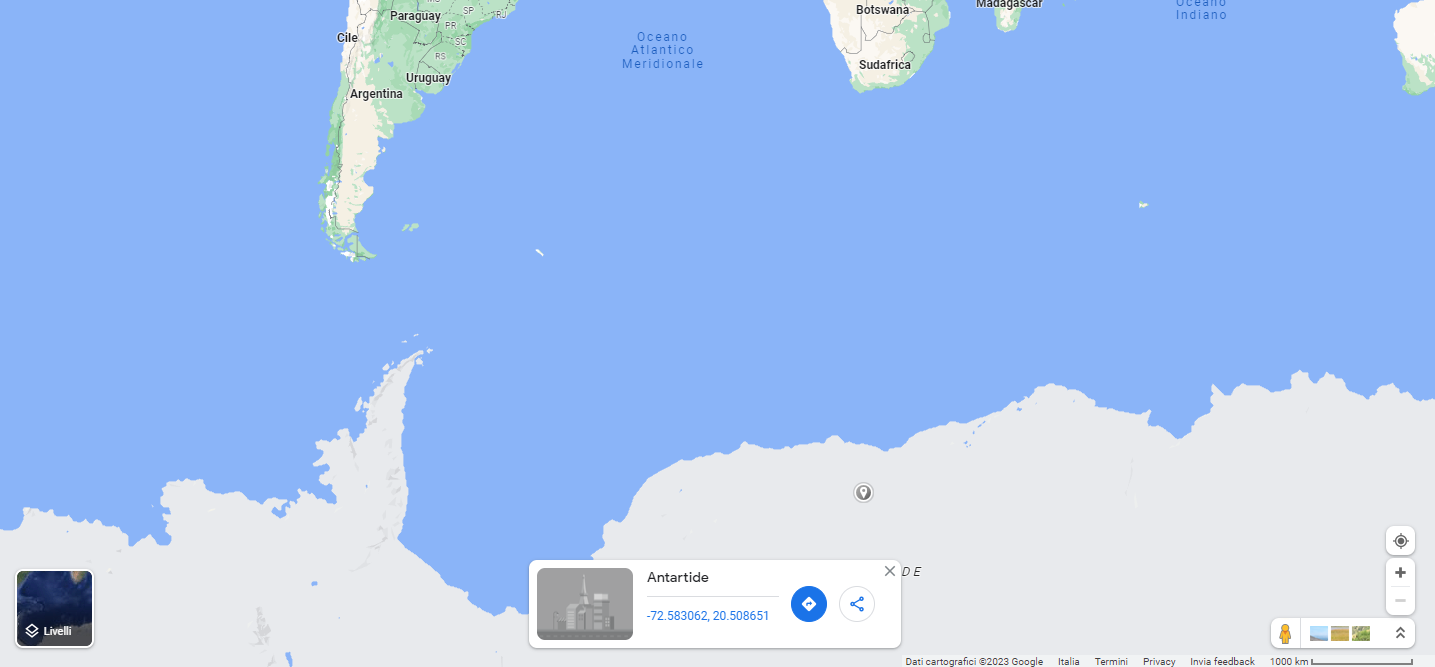 MS
Paraguay
SP
RJ
PR
Cile
SC
RS
Uruguay
Argentina
Oceano
Atlantico
Meridionale
Botswana
Sudafrica
Madagascar
Oceano
Indiano
DE
Antartide
-72.583062, 20.508651
Livelli
Dati cartografici ©2023 Google Italia Termini Privacy Invia feedback 1000 km